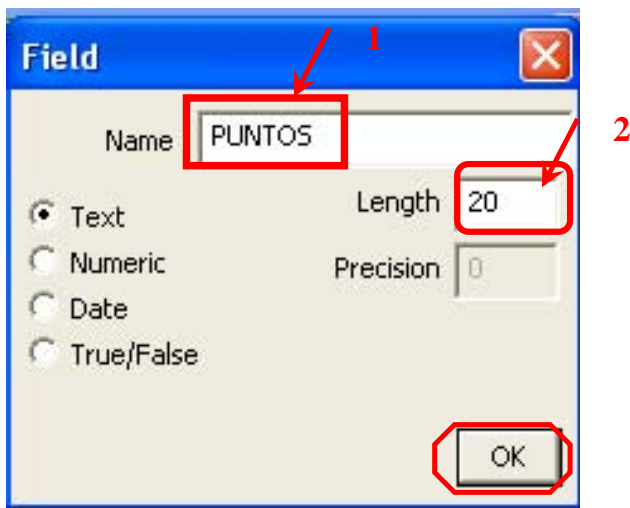 Field
1
Name PUNTOS
2
Text
Length 20
Numeric
Precision 0
Date
True/False
OK